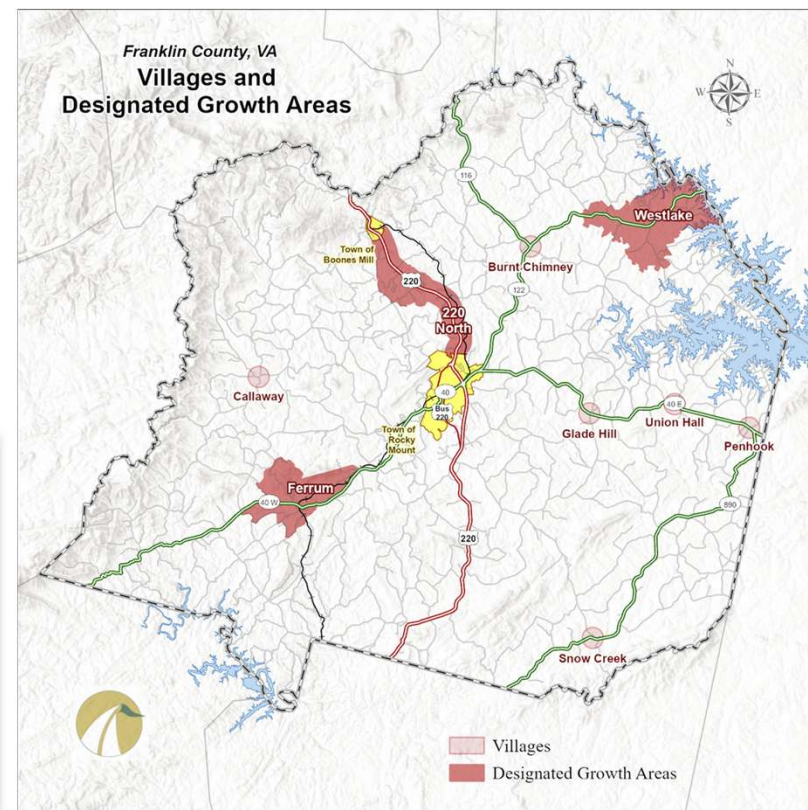 Franklin County, VA
Villages and
Designated Growth Areas
N
W E
S
116
Westlake
Town of
Boones Mill
Burnt Chimney
220
122
220
North
Callaway
40
Bus
220
40 E
Glade Hill
Union Hall
Penhook
Town of
Rocky
Mount
Ferrum
40 W
890
220
Snow Creek
Villages
Designated Growth Areas